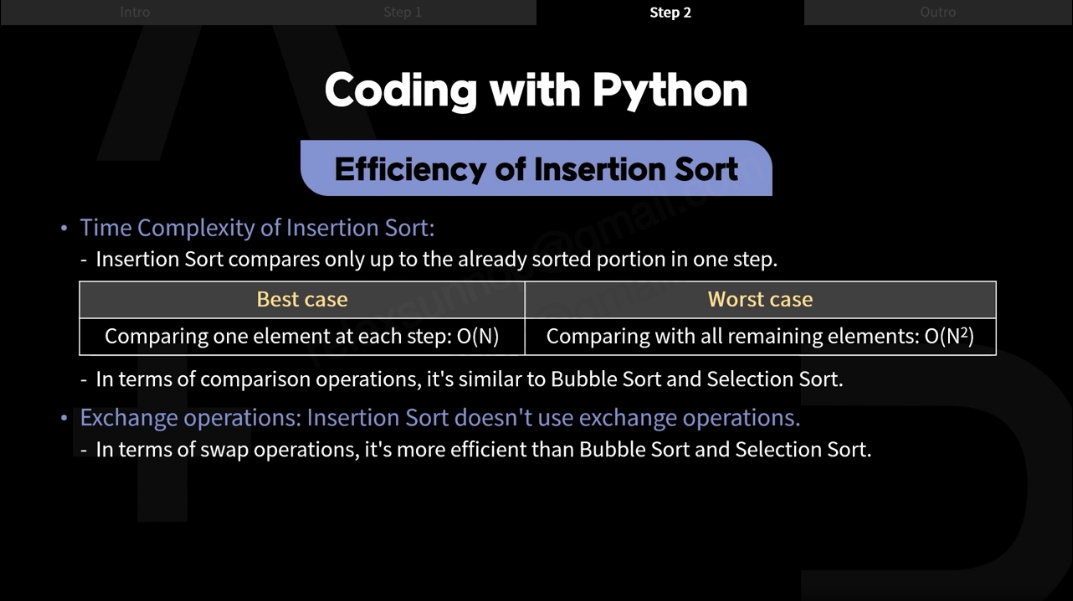 Intro
Step 1
Step 2
Outro
Coding with Python
Efficiency of Insertion Sort
• Time Complexity of Insertion Sort:
- Insertion Sort compares only up to the already sorted portion in one step.
Best case
Worst case
Comparing one element at each step: O(N)
Comparing with all remaining elements: O(N²)
- In terms of comparison operations, it's similar to Bubble Sort and Selection Sort.
• Exchange operations: Insertion Sort doesn't use exchange operations.
- In terms of swap operations, it's more efficient than Bubble Sort and Selection Sort.